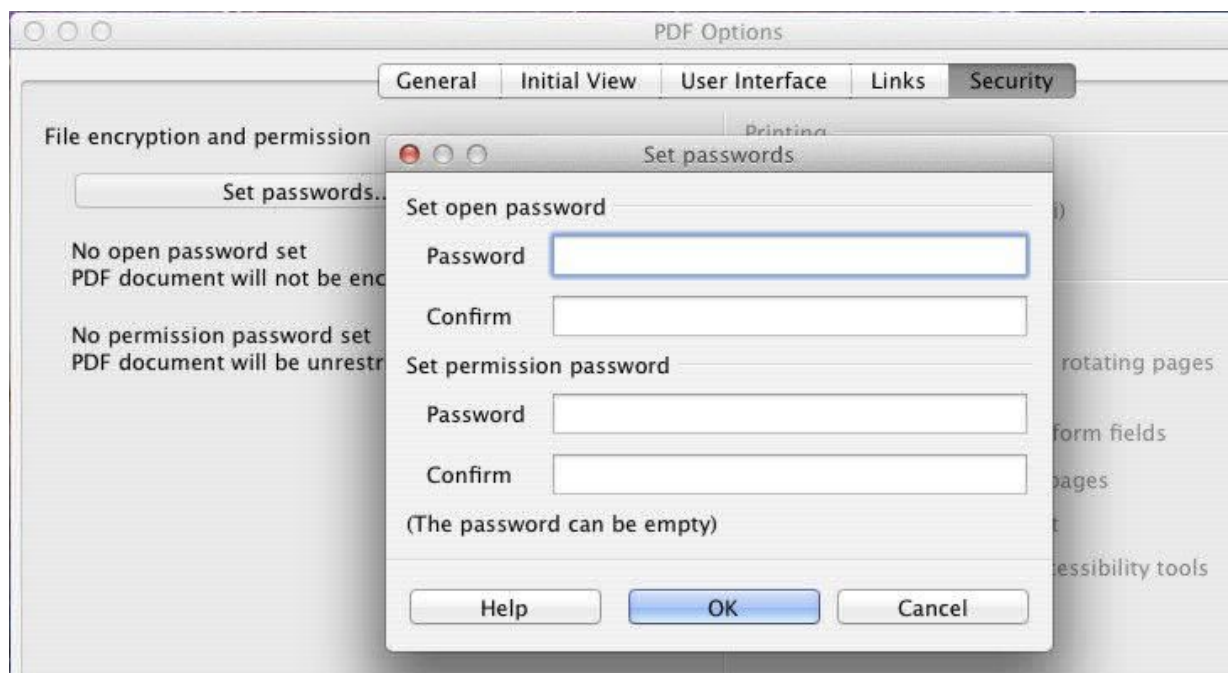 PDF Options
General Initial View User Interface Links Security
File encryption and permission
Set passwords..
No open password set
PDF document will not be enc
No permission password set
PDF document will be unrestr
Printing
i)
rotating pages
form fields
pages
t
cessibility tools
Set passwords
Set open password
Password
Confirm
Set permission password
Password
Confirm
(The password can be empty)
Help OK Cancel